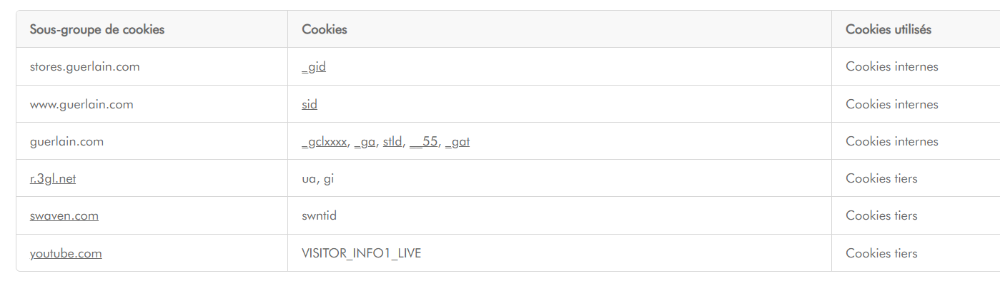 Sous-groupe de cookies Cookies Cookies utilisés
stores.guerlain.com _gid Cookies internes
www.guerlain.com sid Cookies internes
guerlain.com _gclxxxx, _ga, stld, __55, _gat Cookies internes
r.3gl.net ua, gi Cookies tiers
swaven.com swntid Cookies tiers
youtube.com VISITOR_INFO1_LIVE Cookies tiers